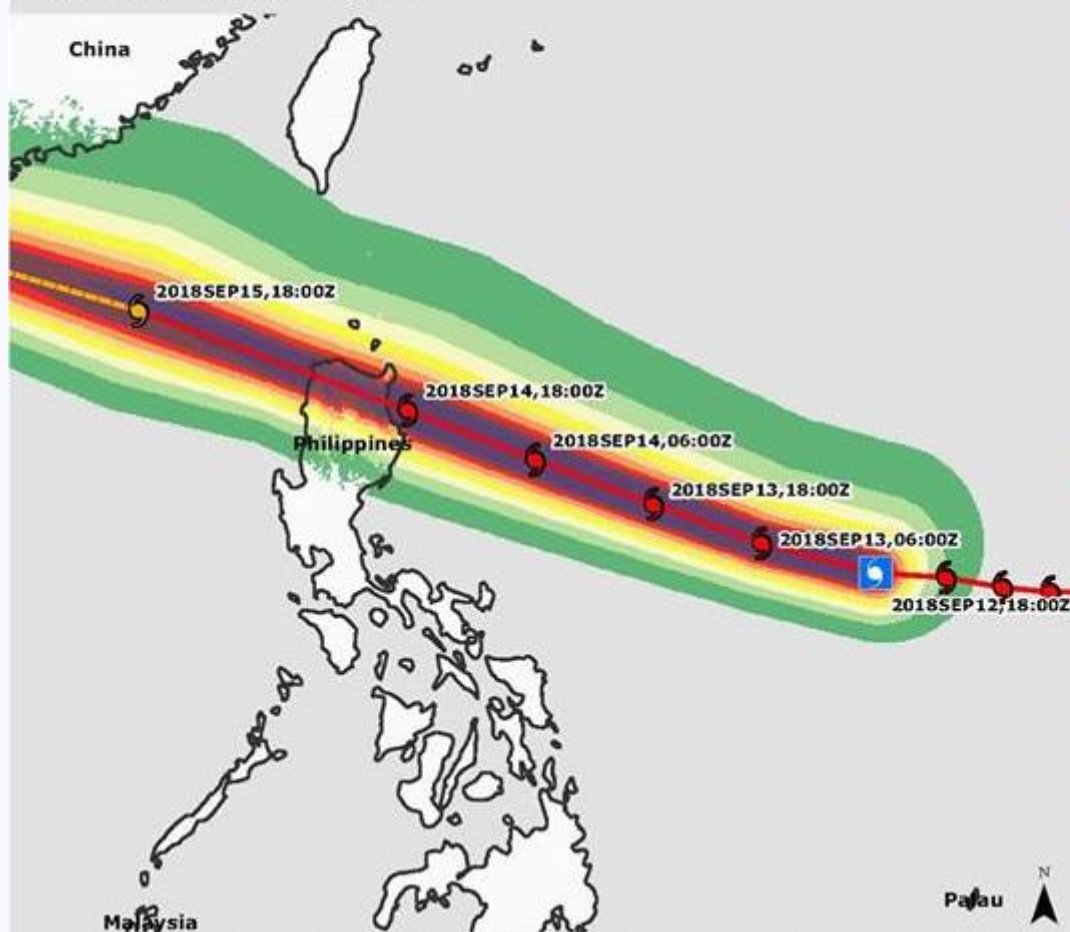 China
2018SEP15,18:00Z
2018SEP14,18:00Z
Philippines
2018SEP14,06:00Z
2018SEP13,18:00Z
2018SEP13,06:00Z
2018SEP12,18:00Z
N
Palau
Malaysia